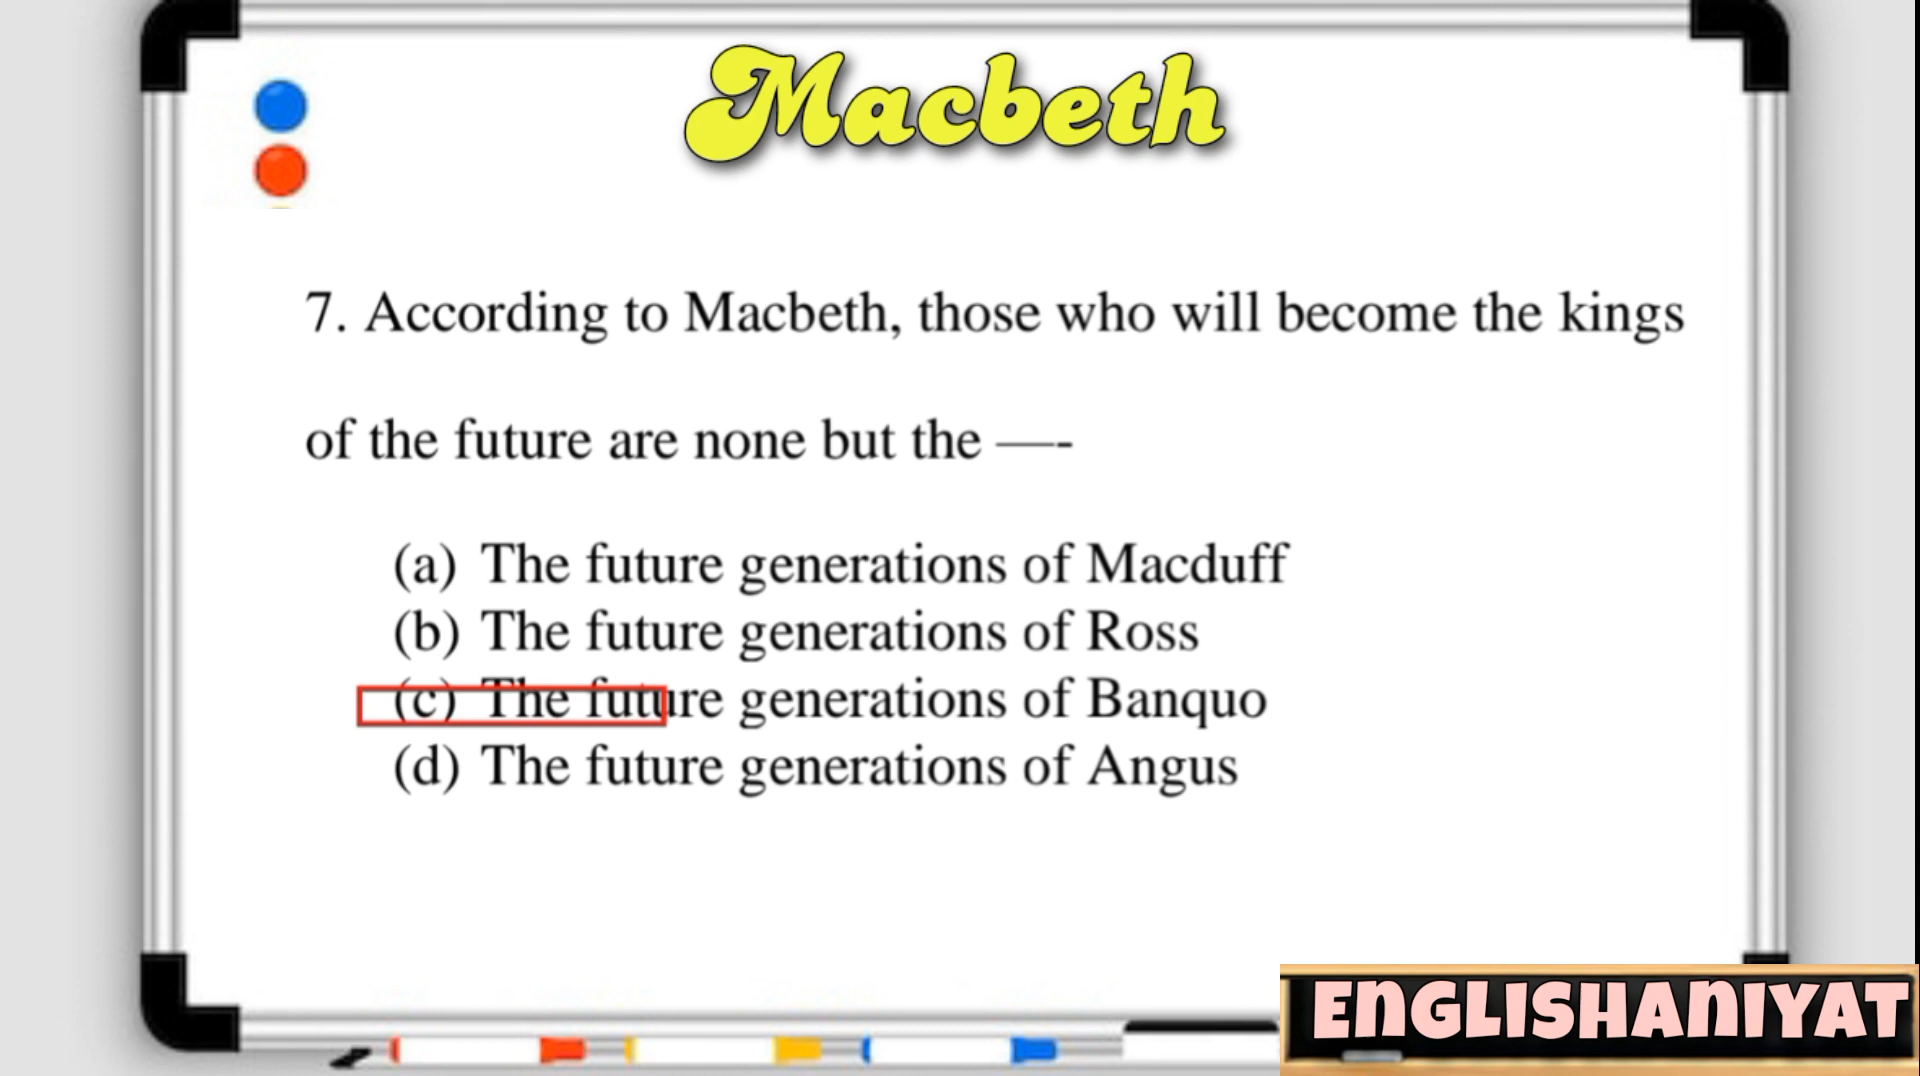 Macbeth
7. According to Macbeth, those who will become the kings
of the future are none but the —-
(a) The future generations of Macduff
(b) The future generations of Ross
(c) The future generations of Banquo
(d) The future generations of Angus
ENGLISHANIYAT